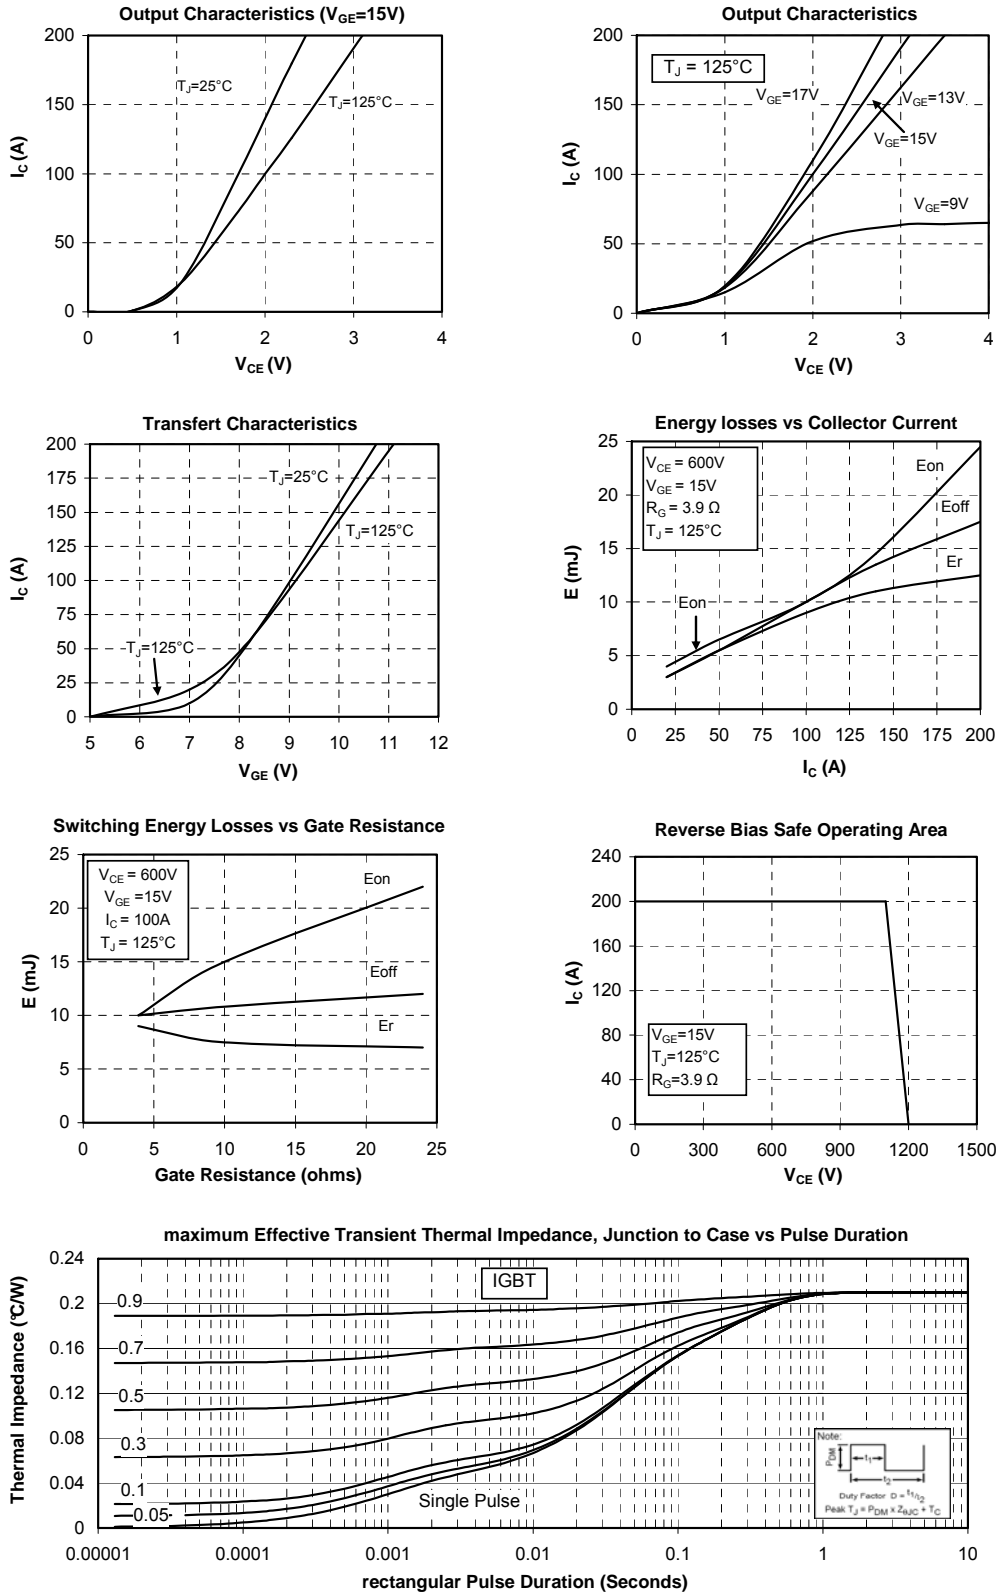 Output Characteristics (VGE=15V)
200
150
100
50
0
IC (A)
TJ=25°C
TJ=125°C
0 1 2 3 4
VCE (V)
Output Characteristics
200
150
100
50
0
IC (A)
TJ = 125°C
VGE=17V
VGE=13V
VGE=15V
VGE=9V
0 1 2 3 4
VCE (V)
Transfert Characteristics
200
175
150
125
100
75
50
25
0
IC (A)
TJ=25°C
TJ=125°C
TJ=125°C
5 6 7 8 9 10 11 12
VGE (V)
Energy losses vs Collector Current
25
20
15
10
5
0
E (mJ)
VCE = 600V
VGE = 15V
RG = 3.9 Ω
TJ = 125°C
Eon
Eoff
Er
Eon
0 25 50 75 100 125 150 175 200
IC (A)
Switching Energy Losses vs Gate Resistance
25
20
15
10
5
0
E (mJ)
VCE = 600V
VGE =15V
IC = 100A
TJ = 125°C
Eon
Eoff
Er
0 5 10 15 20 25
Gate Resistance (ohms)
Reverse Bias Safe Operating Area
240
200
160
120
80
40
0
IC (A)
VGE=15V
TJ=125°C
RG=3.9 Ω
0 300 600 900 1200 1500
VCE (V)
maximum Effective Transient Thermal Impedance, Junction to Case vs Pulse Duration
0.24
0.2
0.16
0.12
0.08
0.04
0
Thermal Impedance (°C/W)
IGBT
0.9
0.7
0.5
0.3
0.1
0.05
Single Pulse
Note:
PDM
t1
t2
Duty Factor D = t1/t2
Peak TJ = PDM x ZθJC + TC
0.00001 0.0001 0.001 0.01 0.1 1 10
rectangular Pulse Duration (Seconds)